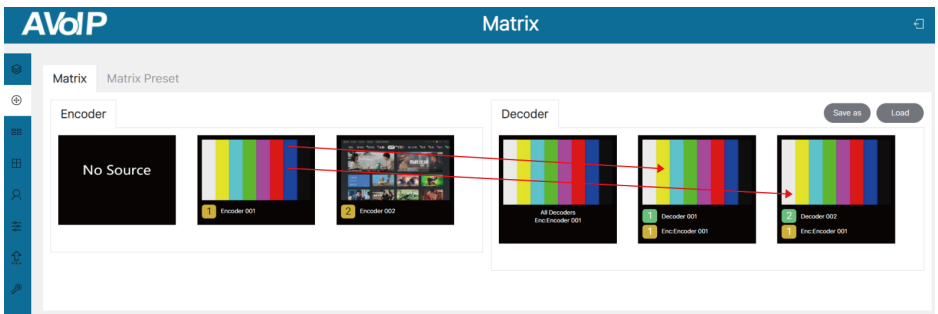 AVoIP
Matrix
Matrix Matrix Preset
Encoder
Decoder
Save as
Load
No Source
1 Encoder 001
2 Encoder 002
All Decoders
Enc:Encoder 001
1 Decoder 001
1 Enc:Encoder 001
2 Decoder 002
1 Enc:Encoder 001